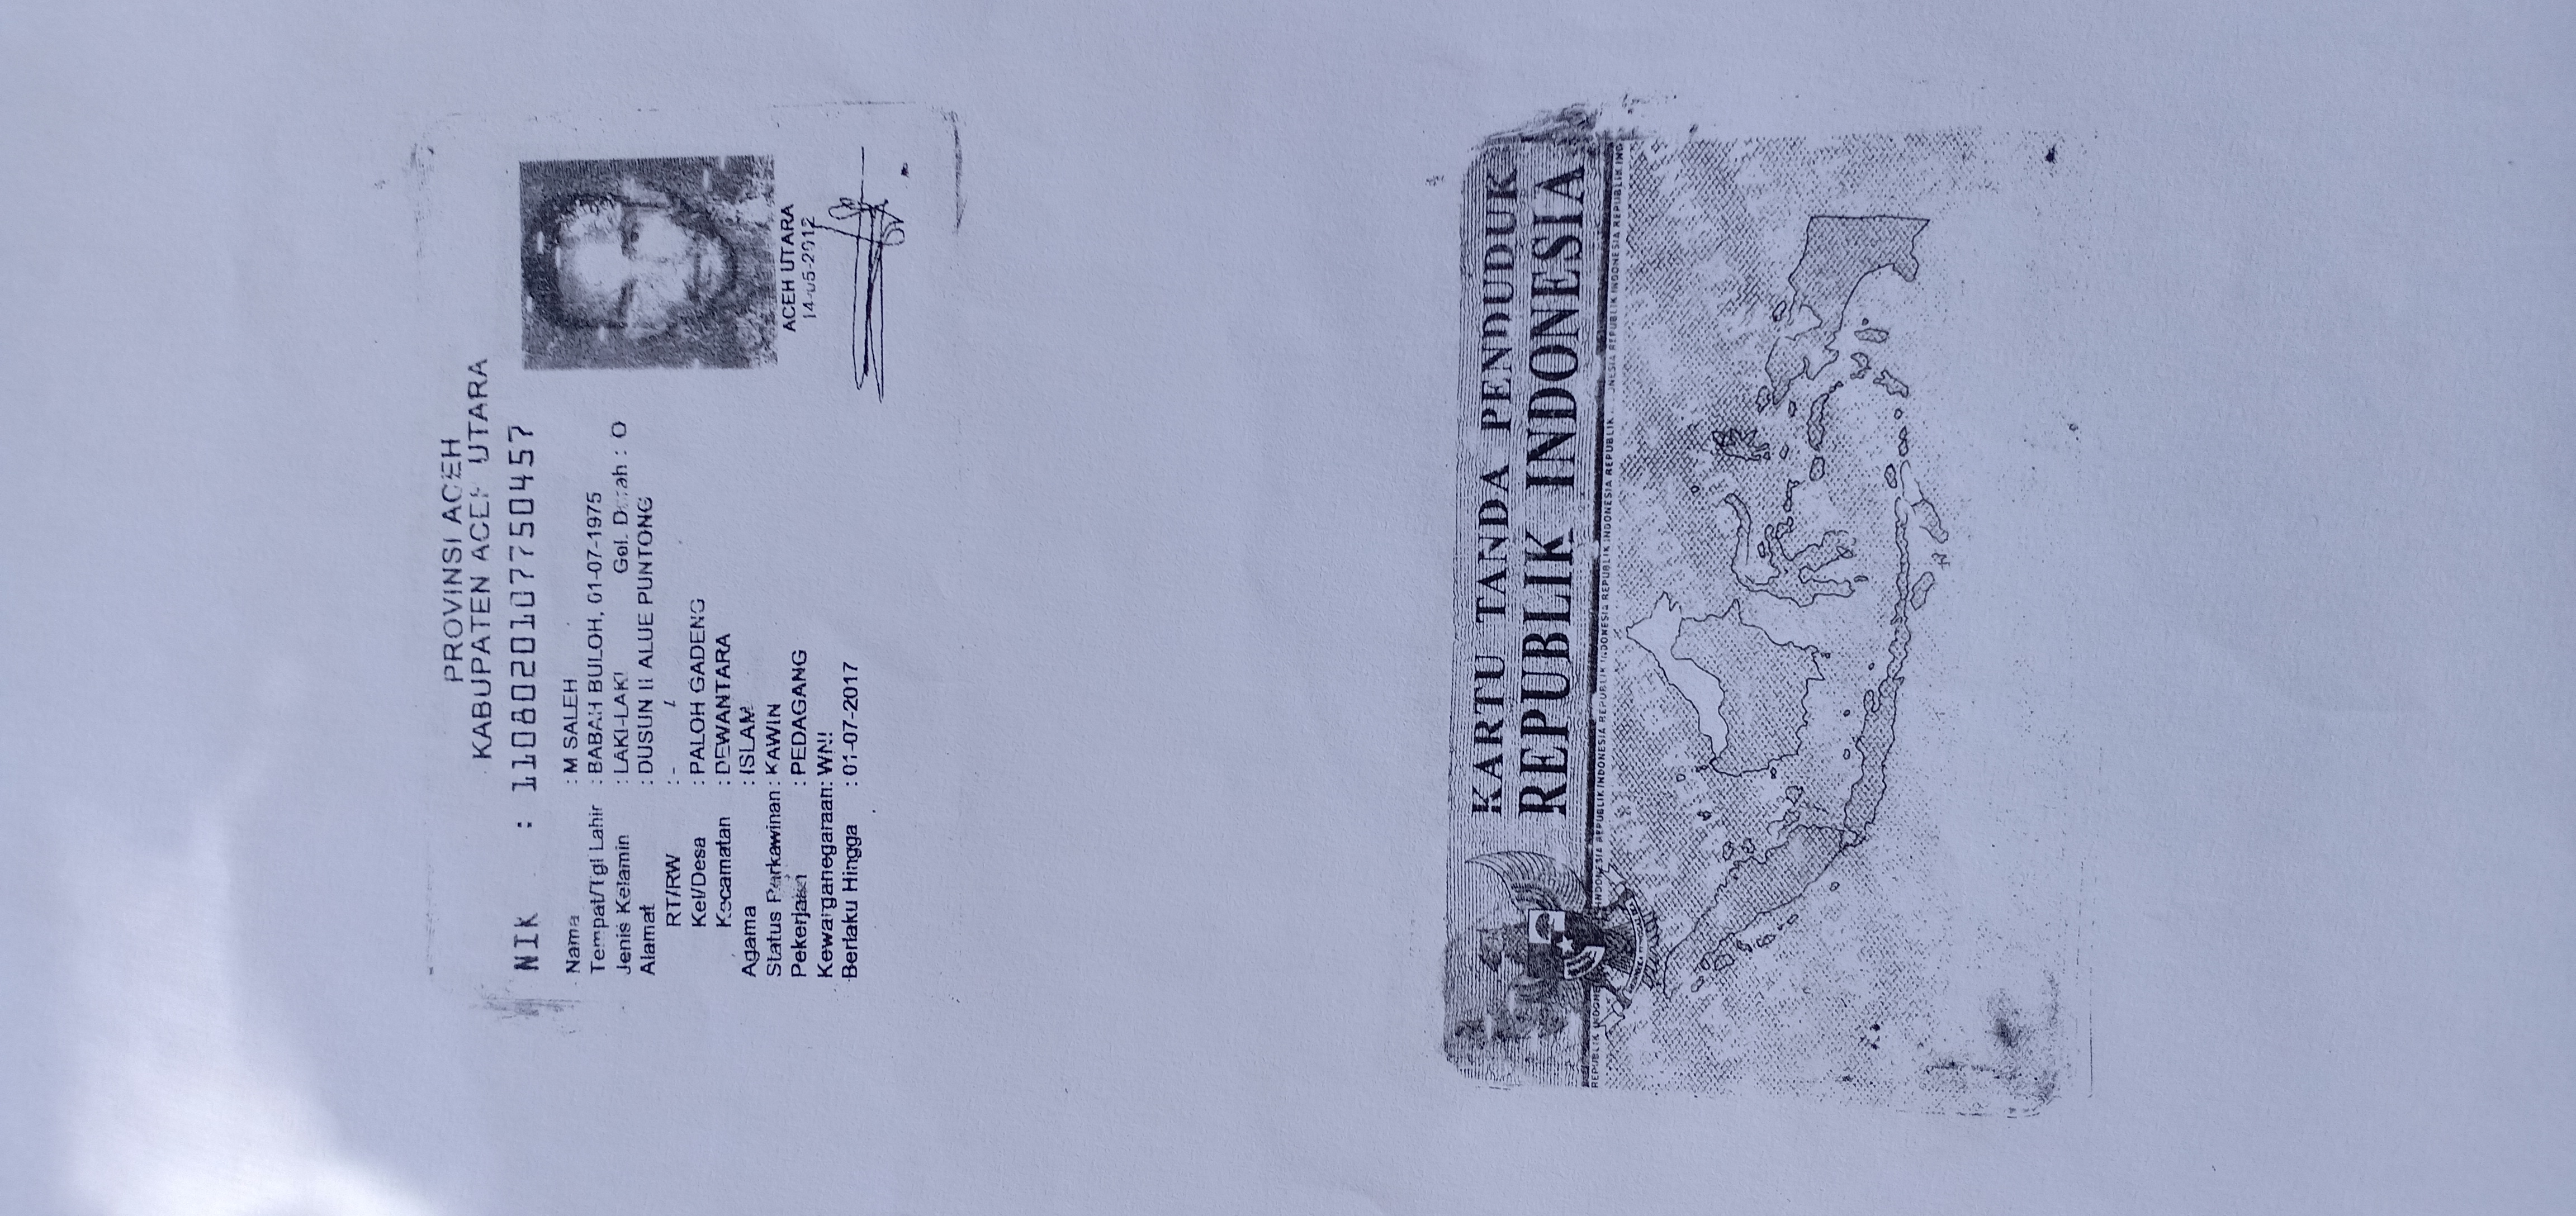 PROVINSI ACEH
KABUPATEN ACEH UTARA
NIK : 1108020107750457
Nama : M SALEH
Tempat/Tgl Lahir : BABAH BULOH, 01-07-1975
Jenis Kelamin : LAKI-LAKI Gol. Darah : O
Alamat : DUSUN II ALUE PUNTONG
RT/RW : -
Kel/Desa : PALOH GADENG
Kecamatan : DEWANTARA
Agama : ISLAM
Status Perkawinan : KAWIN
Pekerjaan : PEDAGANG
Kewarganegaraan: WNI
Berlaku Hingga : 01-07-2017
ACEH UTARA
14-05-2012
KARTU TANDA PENDUDUK
REPUBLIK INDONESIA
REPUBLIK INDONESIA REPUBLIK INDONESIA REPUBLIK INDONESIA REPUBLIK INDONESIA REPUBLIK INDONESIA REPUBLIK INDONESIA REPUBLIK INDONESIA REPUBLIK